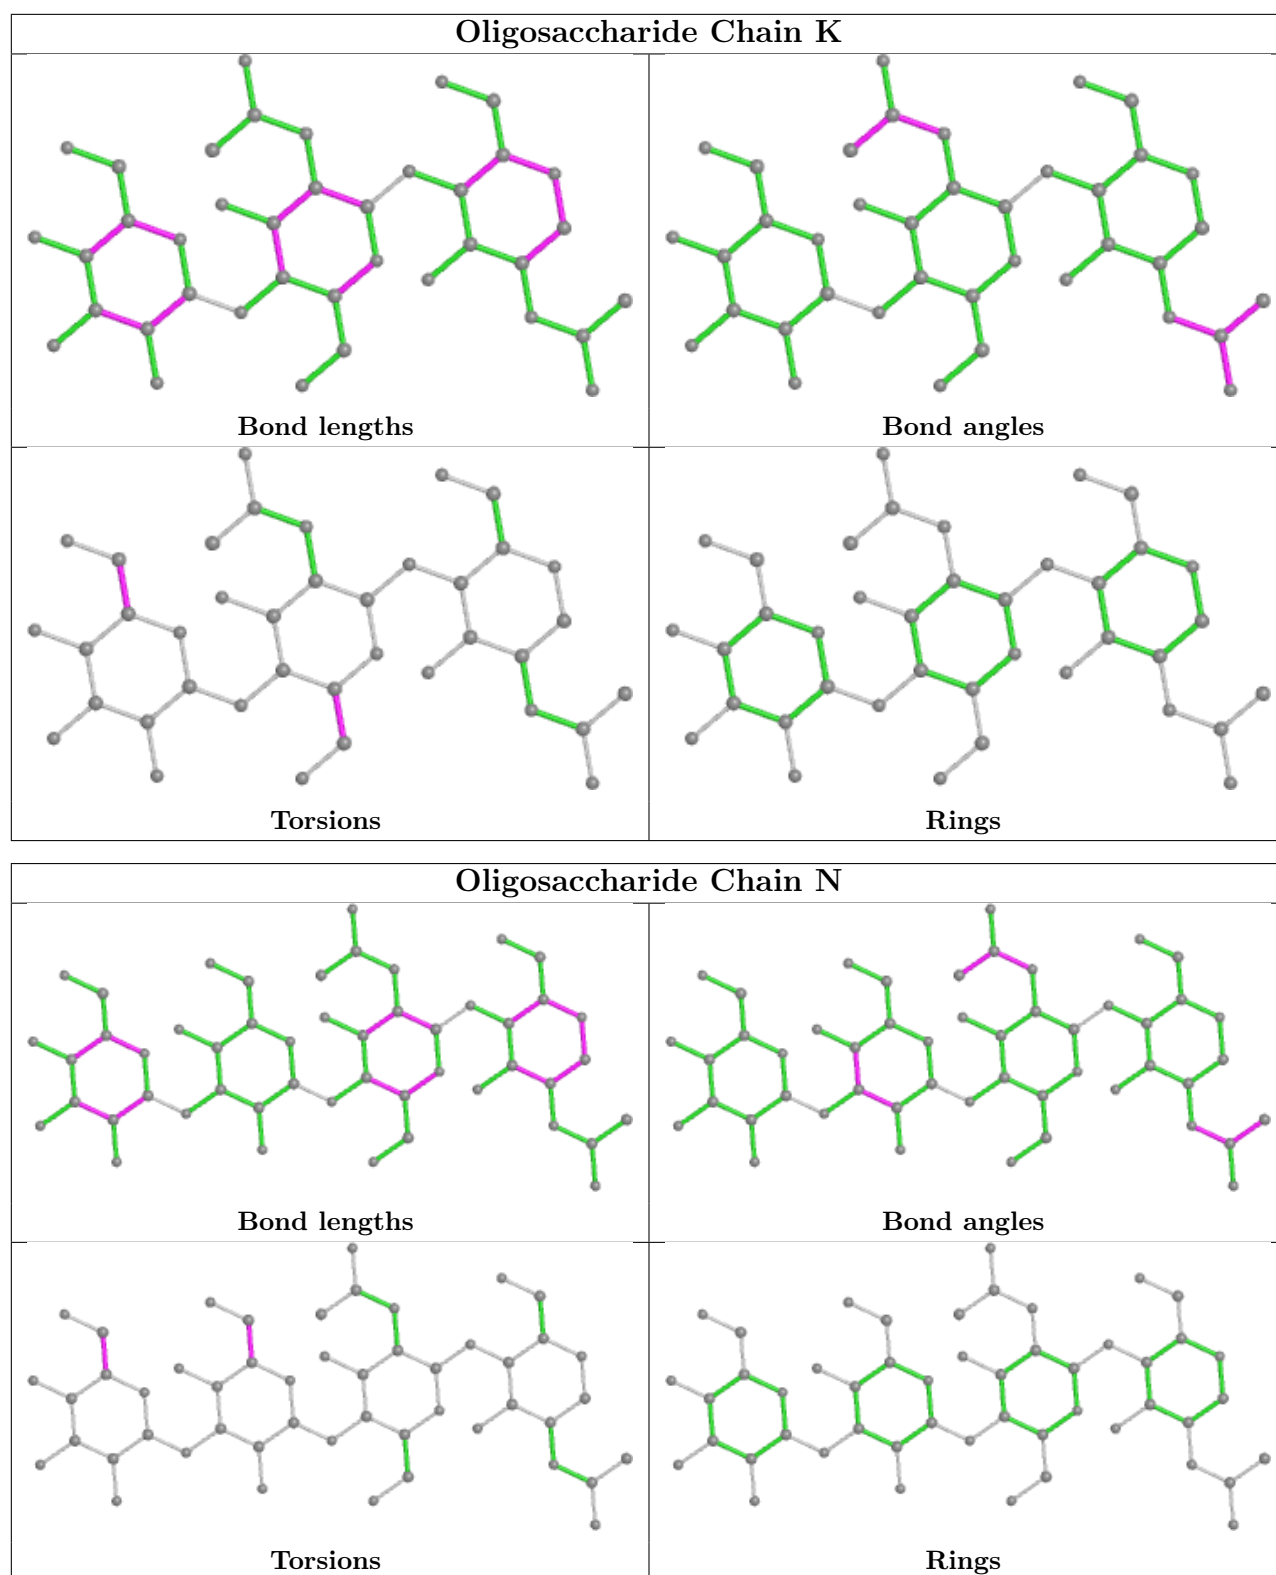 Oligosaccharide Chain K
Bond lengths
Bond angles
Torsions
Rings
Oligosaccharide Chain N
Bond lengths
Bond angles
Torsions
Rings